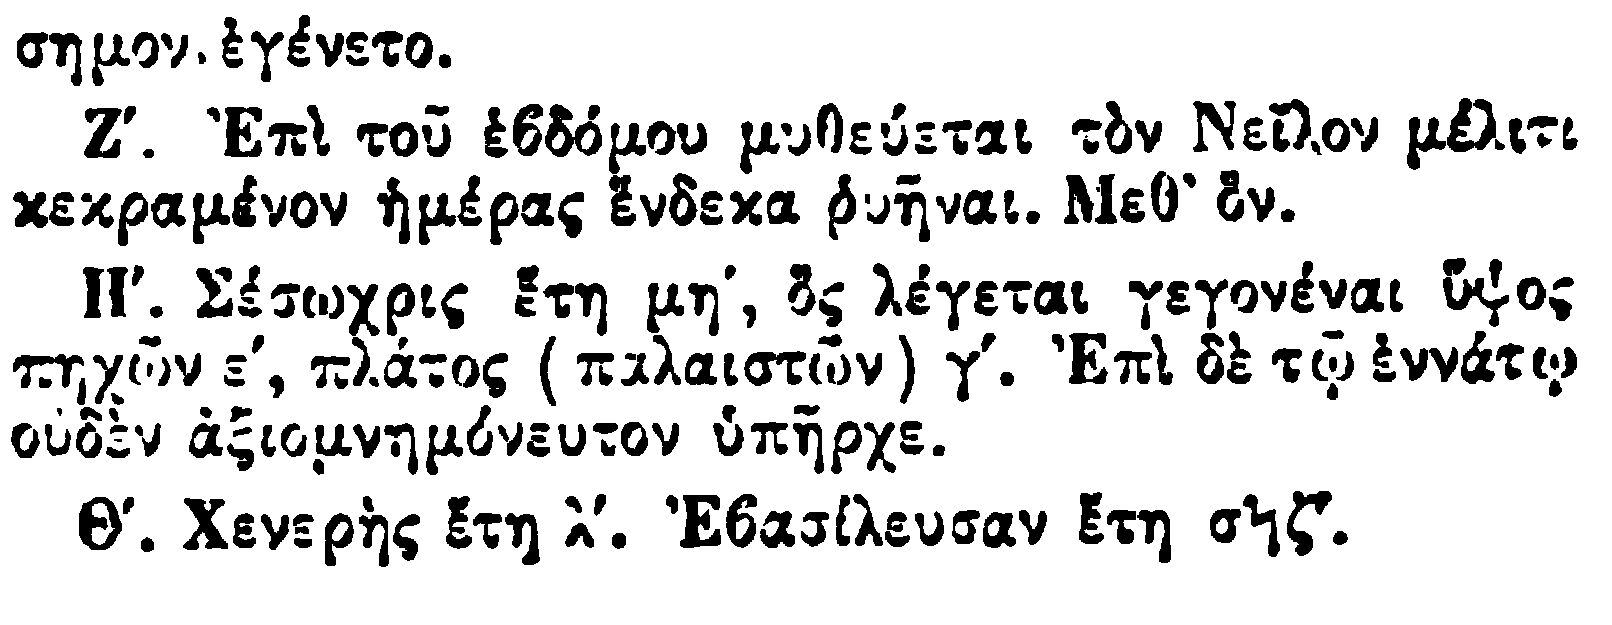 σημον. ἐγένετο.
Ζ′. Ἐπὶ τοῦ ἑϐδόμου μυθεύεται τὸν Νεῖλον μέλιτι
κεκραμένον ἡμέρας ἕνδεκα ῥυῆναι. Μεθ᾽ ὅν.
Η′. Σέσωχρις ἔτη μη′, ὃς λέγεται γεγονέναι ὕψος
πηχῶν ε′, πλάτος (παλαιστῶν) γ′. Ἐπὶ δὲ τῷ ἐννάτῳ
οὐδὲν ἀξιομνημόνευτον ὑπῆρχε.
Θ′. Χενερὴς ἔτη λ′. Ἐϐασίλευσαν ἔτη σϟζ′.